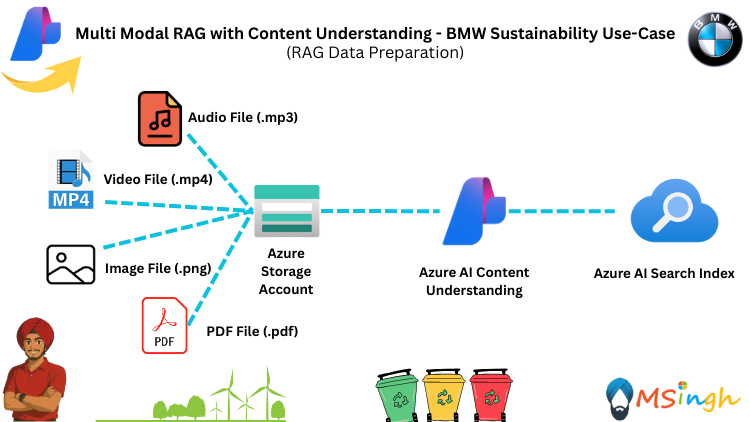 Multi Modal RAG with Content Understanding - BMW Sustainability Use-Case
(RAG Data Preparation)
BMW
Audio File (.mp3)
Video File (.mp4)
MP4
Image File (.png)
PDF
PDF File (.pdf)
Azure
Storage
Account
Azure AI Content
Understanding
Azure AI Search Index
MSingh